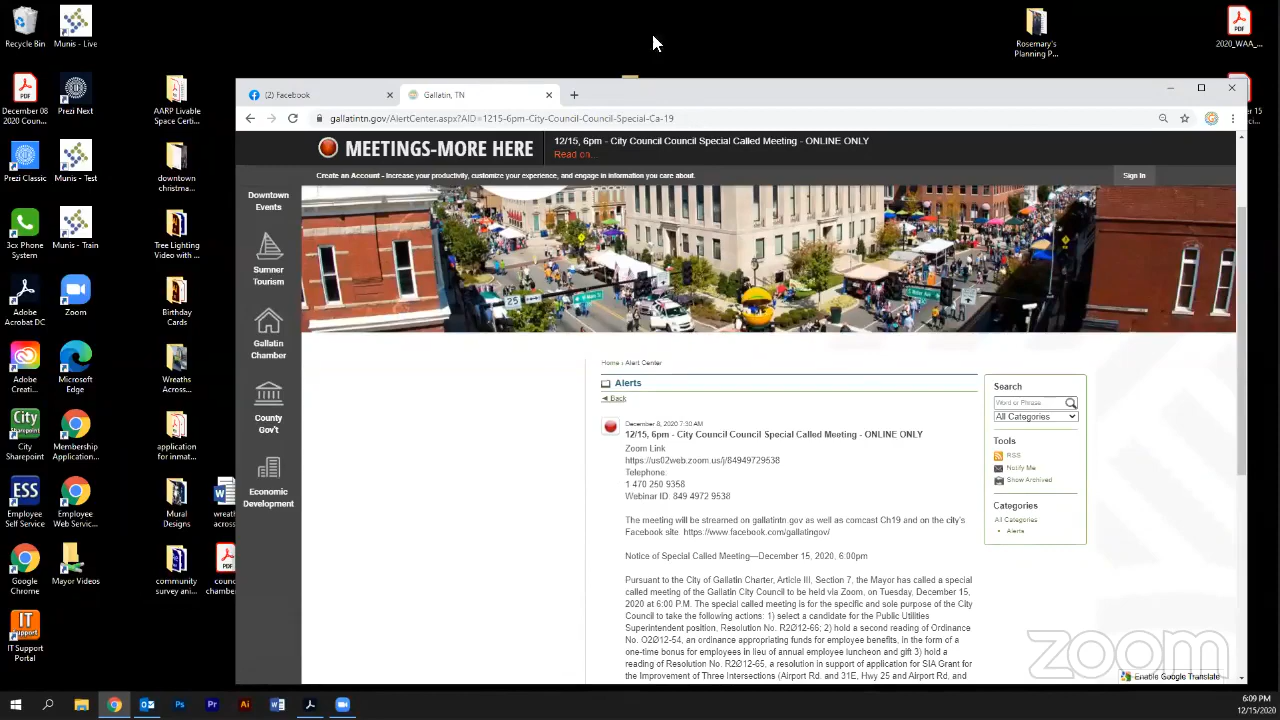 Recycle Bin
Munis - Live
Rosemary's
Planning P...
2020_WAA_...
December 08
2020 Coun...
Prezi Next
AARP Livable
Space Certi...
Prezi Classic
Munis - Test
downtown
christmas...
3cx Phone
System
Munis - Train
Tree Lighting
Video with ...
Adobe
Acrobat DC
Zoom
Birthday
Cards
Adobe
Creati...
Microsoft
Edge
Wreaths
Across...
City
City
Sharepoint
Membership
Application...
application
for inmat...
ESS
Employee
Self Service
Employee
Web Servic...
Mural
Designs
wreat
across
Google
Chrome
Mayor Videos
community
survey ani...
counc
chamber
IT
Support
IT Support
Portal
(2) Facebook
Gallatin, TN
gallatintn.gov/AlertCenter.aspx?AID=1215-6pm-City-Council-Council-Special-Ca-19
MEETINGS-MORE HERE
12/15, 6pm - City Council Council Special Called Meeting - ONLINE ONLY
Read on...
Create an Account - Increase your productivity, customize your experience, and engage in information you care about.
Sign In
Downtown
Events
Sumner
Tourism
Gallatin
Chamber
County
Gov't
Economic
Development
25
Home › Alert Center
Alerts
◄ Back
December 8, 2020 7:30 AM
12/15, 6pm - City Council Council Special Called Meeting - ONLINE ONLY
Zoom Link
https://us02web.zoom.us/j/84949729538
Telephone:
1 470 250 9358
Webinar ID: 849 4972 9538
The meeting will be streamed on gallatintn.gov as well as comcast Ch19 and on the city's
Facebook site. https://www.facebook.com/gallatingov/
Notice of Special Called Meeting—December 15, 2020, 6:00pm
Pursuant to the City of Gallatin Charter, Article III, Section 7, the Mayor has called a special
called meeting of the Gallatin City Council to be held via Zoom, on Tuesday, December 15,
2020 at 6:00 P.M. The special called meeting is for the specific and sole purpose of the City
Council to take the following actions: 1) select a candidate for the Public Utilities
Superintendent position, Resolution No. R2Ø12-66; 2) hold a second reading of Ordinance
No. O2Ø12-54, an ordinance appropriating funds for employee benefits, in the form of a
one-time bonus for employees in lieu of annual employee luncheon and gift 3) hold a
reading of Resolution No. R2Ø12-65, a resolution in support of application for SIA Grant for
the Improvement of Three Intersections (Airport Rd. and 31E, Hwy 25 and Airport Rd, and
Search
Word or Phrase
All Categories
Tools
RSS
Notify Me
Show Archived
Categories
All Categories
• Alerts
zoom
Enable Google Translate
6:09 PM
12/15/2020